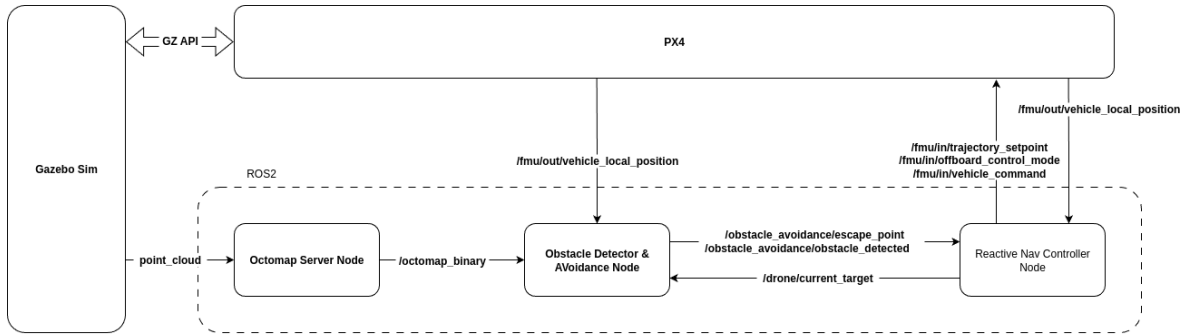 GZ API
PX4
/fmu/out/vehicle_local_position
/fmu/in/trajectory_setpoint
/fmu/in/offboard_control_mode
/fmu/in/vehicle_command
/fmu/out/vehicle_local_position
Gazebo Sim
ROS2
/obstacle_avoidance/escape_point
/obstacle_avoidance/obstacle_detected
point_cloud
Octomap Server Node
/octomap_binary
Obstacle Detector &
AVoidance Node
Reactive Nav Controller
Node
/drone/current_target